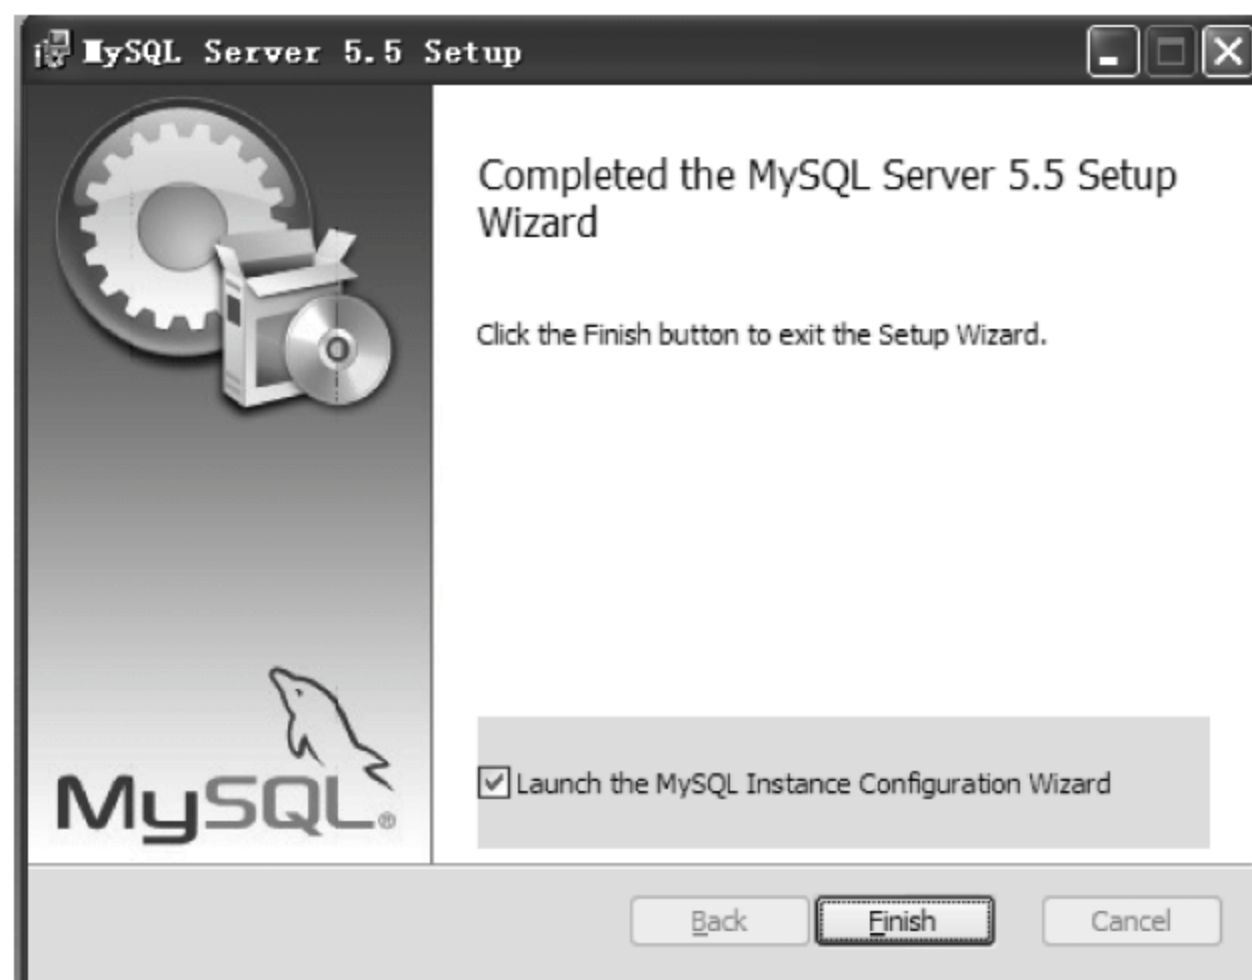 MySQL Server 5.5 Setup
Completed the MySQL Server 5.5 Setup
Wizard
Click the Finish button to exit the Setup Wizard.
Launch the MySQL Instance Configuration Wizard
MySQL®
Back
Finish
Cancel